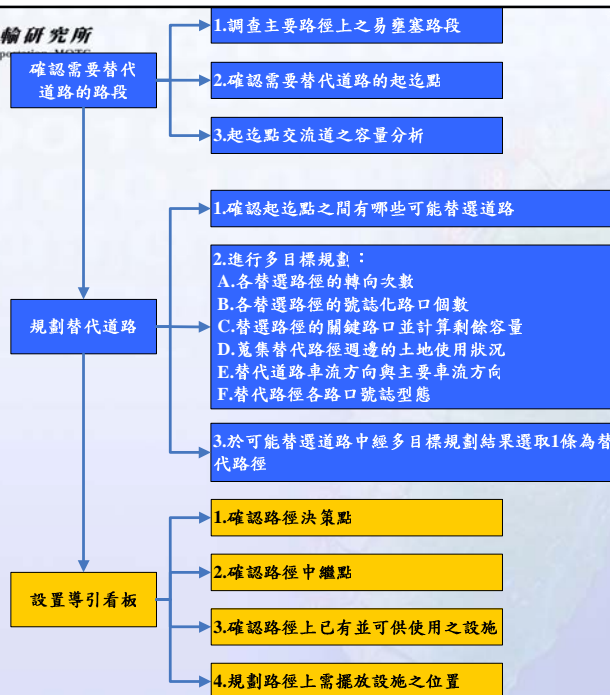 輸研究所
確認需要替代
道路的路段
1.調查主要路徑上之易壅塞路段
2.確認需要替代道路的起迄點
3.起迄點交流道之容量分析
規劃替代道路
1.確認起迄點之間有哪些可能替選道路
2.進行多目標規劃：
A.各替選路徑的轉向次數
B.各替選路徑的號誌化路口個數
C.替選路徑的關鍵路口並計算剩餘容量
D.蒐集替代路徑週邊的土地使用狀況
E.替代道路車流方向與主要車流方向
F.替代路徑各路口號誌型態
3.於可能替選道路中經多目標規劃結果選取1條為替
代路徑
設置導引看板
1.確認路徑決策點
2.確認路徑中繼點
3.確認路徑上已有並可供使用之設施
4.規劃路徑上需擺放設施之位置